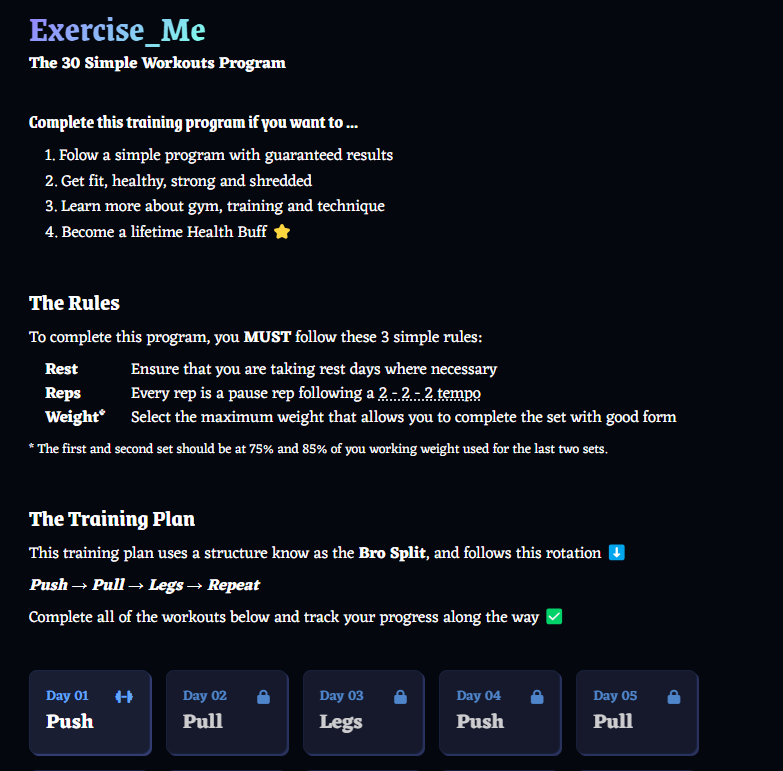 Exercise_Me
The 30 Simple Workouts Program
Complete this training program if you want to ...
1. Folow a simple program with guaranteed results
2. Get fit, healthy, strong and shredded
3. Learn more about gym, training and technique
4. Become a lifetime Health Buff ⭐
The Rules
To complete this program, you MUST follow these 3 simple rules:
Rest Ensure that you are taking rest days where necessary
Reps Every rep is a pause rep following a 2 - 2 - 2 tempo
Weight* Select the maximum weight that allows you to complete the set with good form
* The first and second set should be at 75% and 85% of you working weight used for the last two sets.
The Training Plan
This training plan uses a structure know as the Bro Split, and follows this rotation ⬇️
Push → Pull → Legs → Repeat
Complete all of the workouts below and track your progress along the way ✅
Day 01 Day 02 Day 03 Day 04 Day 05
Push Pull Legs Push Pull